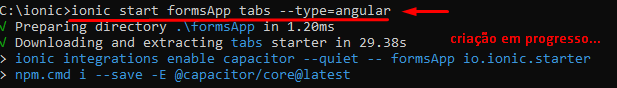 C:\ionic>ionic start formsApp tabs --type=angular
√ Preparing directory .\formsApp in 1.20ms
√ Downloading and extracting tabs starter in 29.38s
criação em progresso...
> ionic integrations enable capacitor --quiet -- formsApp io.ionic.starter
> npm.cmd i --save -E @capacitor/core@latest